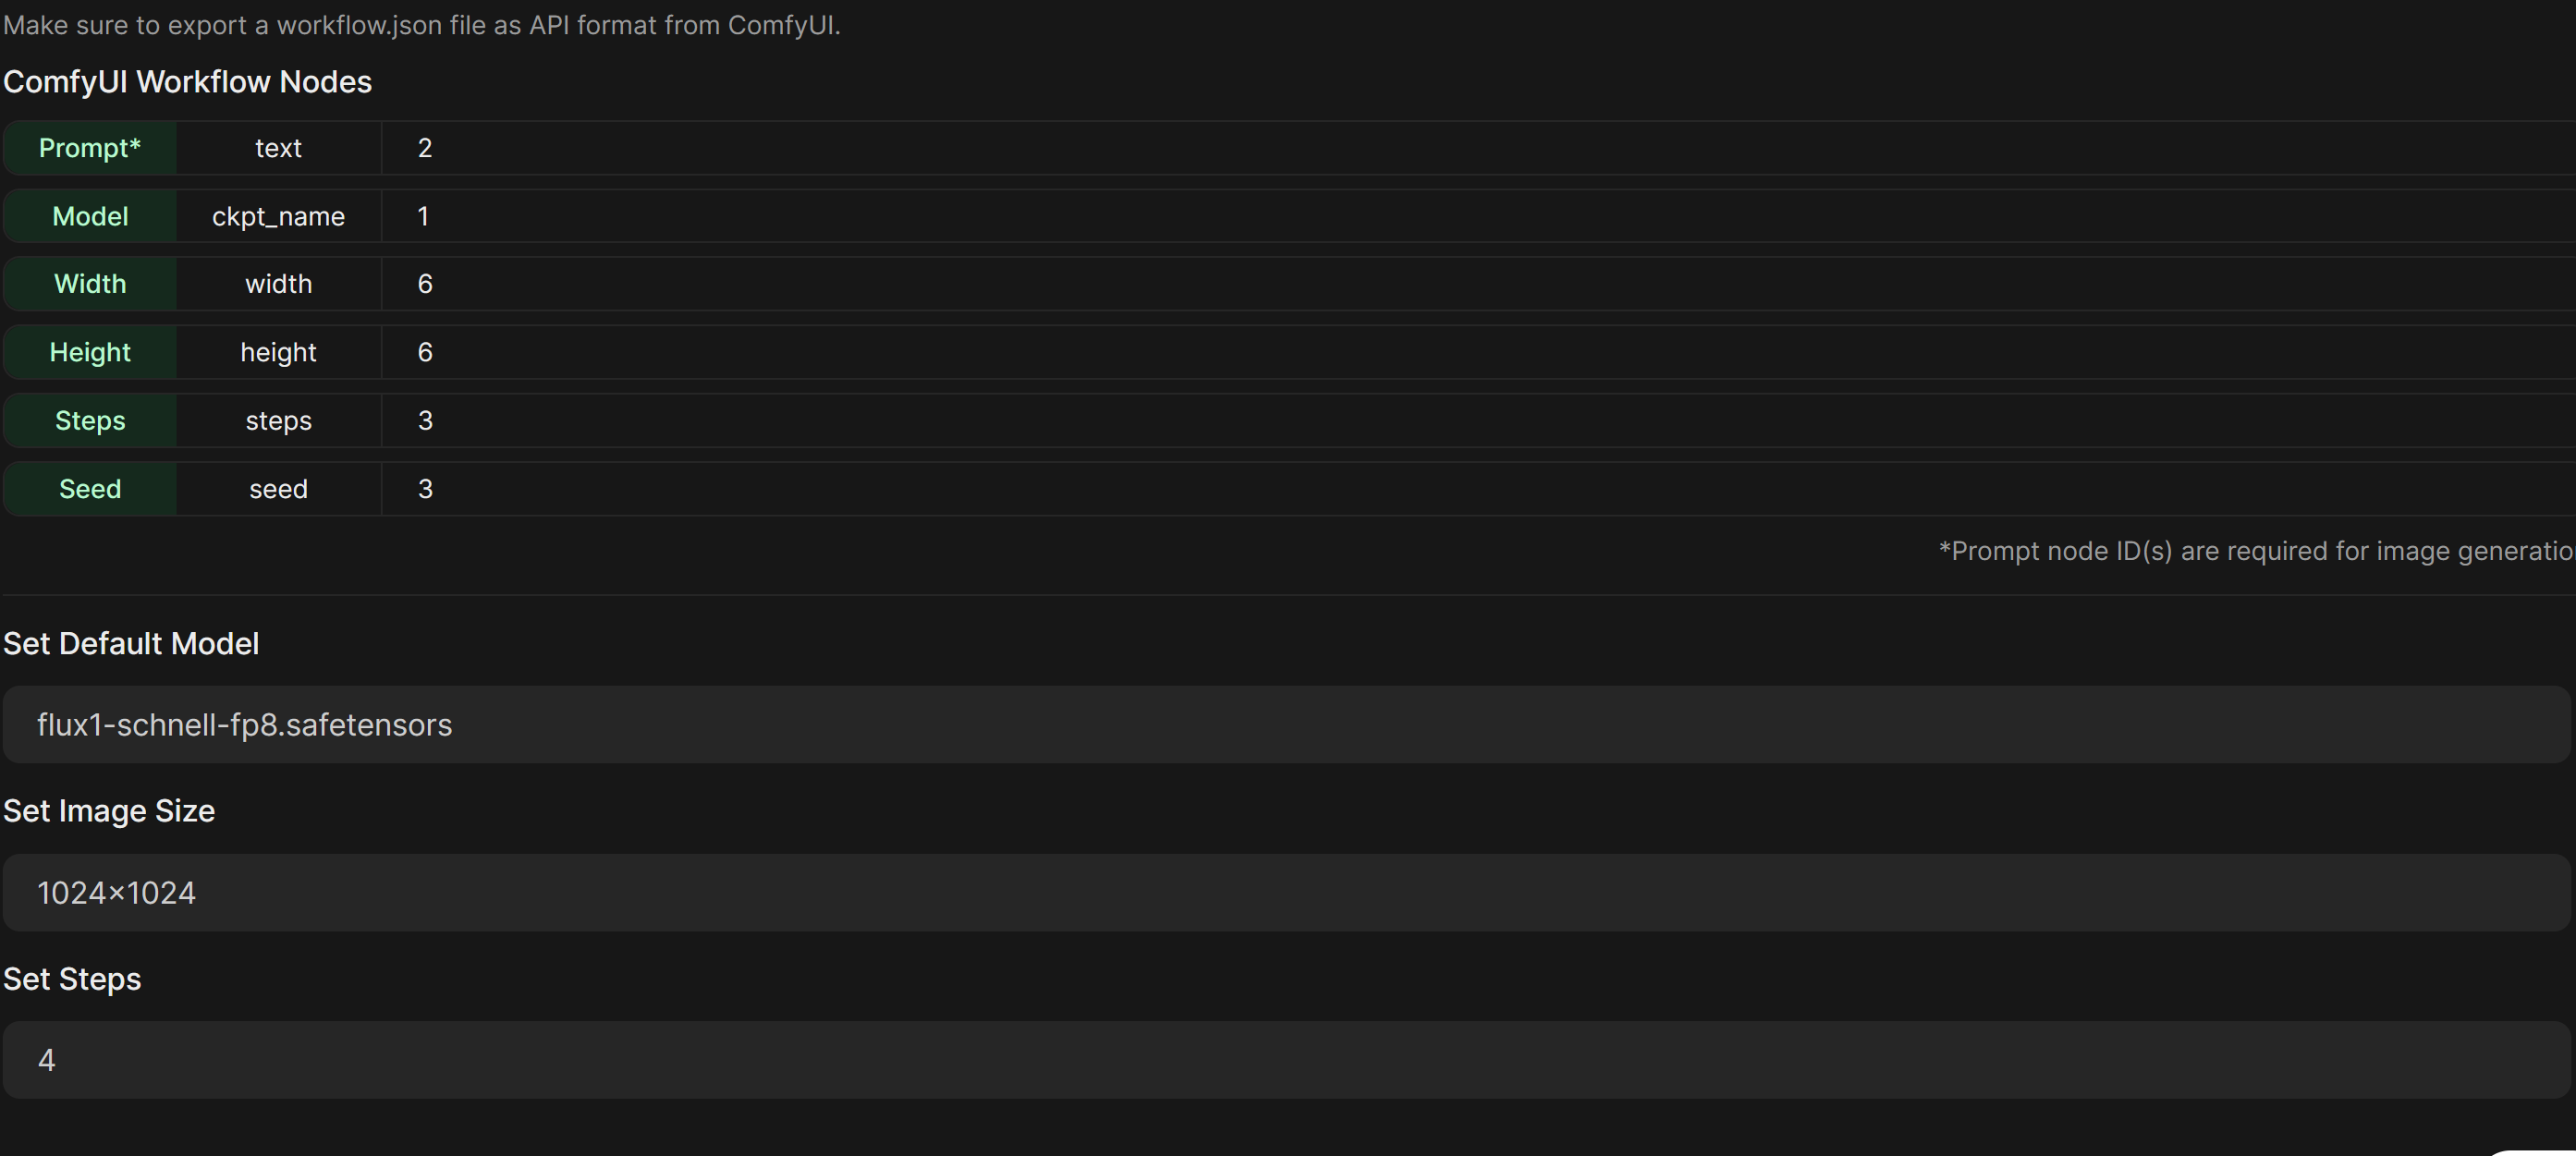 Make sure to export a workflow.json file as API format from ComfyUI.
ComfyUI Workflow Nodes
Prompt* text 2
Model ckpt_name 1
Width width 6
Height height 6
Steps steps 3
Seed seed 3
*Prompt node ID(s) are required for image generatio
Set Default Model
flux1-schnell-fp8.safetensors
Set Image Size
1024×1024
Set Steps
4